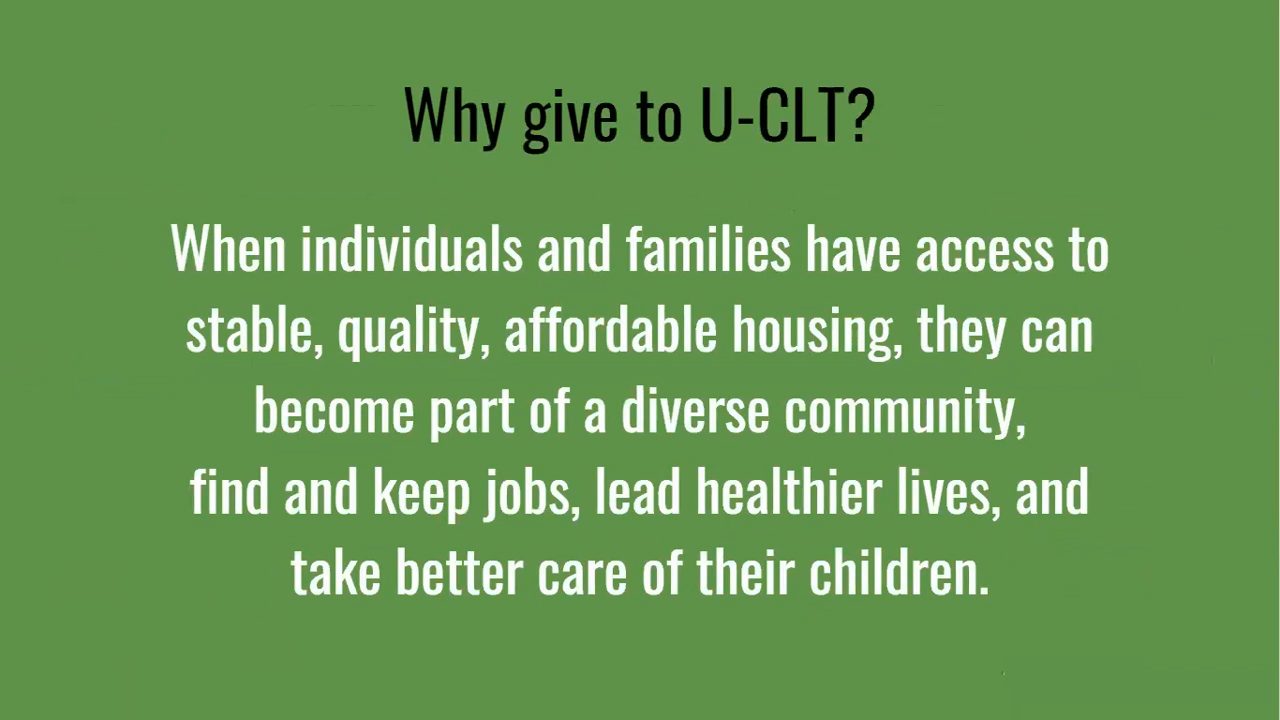 Why give to U-CLT?
When individuals and families have access to
stable, quality, affordable housing, they can
become part of a diverse community,
find and keep jobs, lead healthier lives, and
take better care of their children.